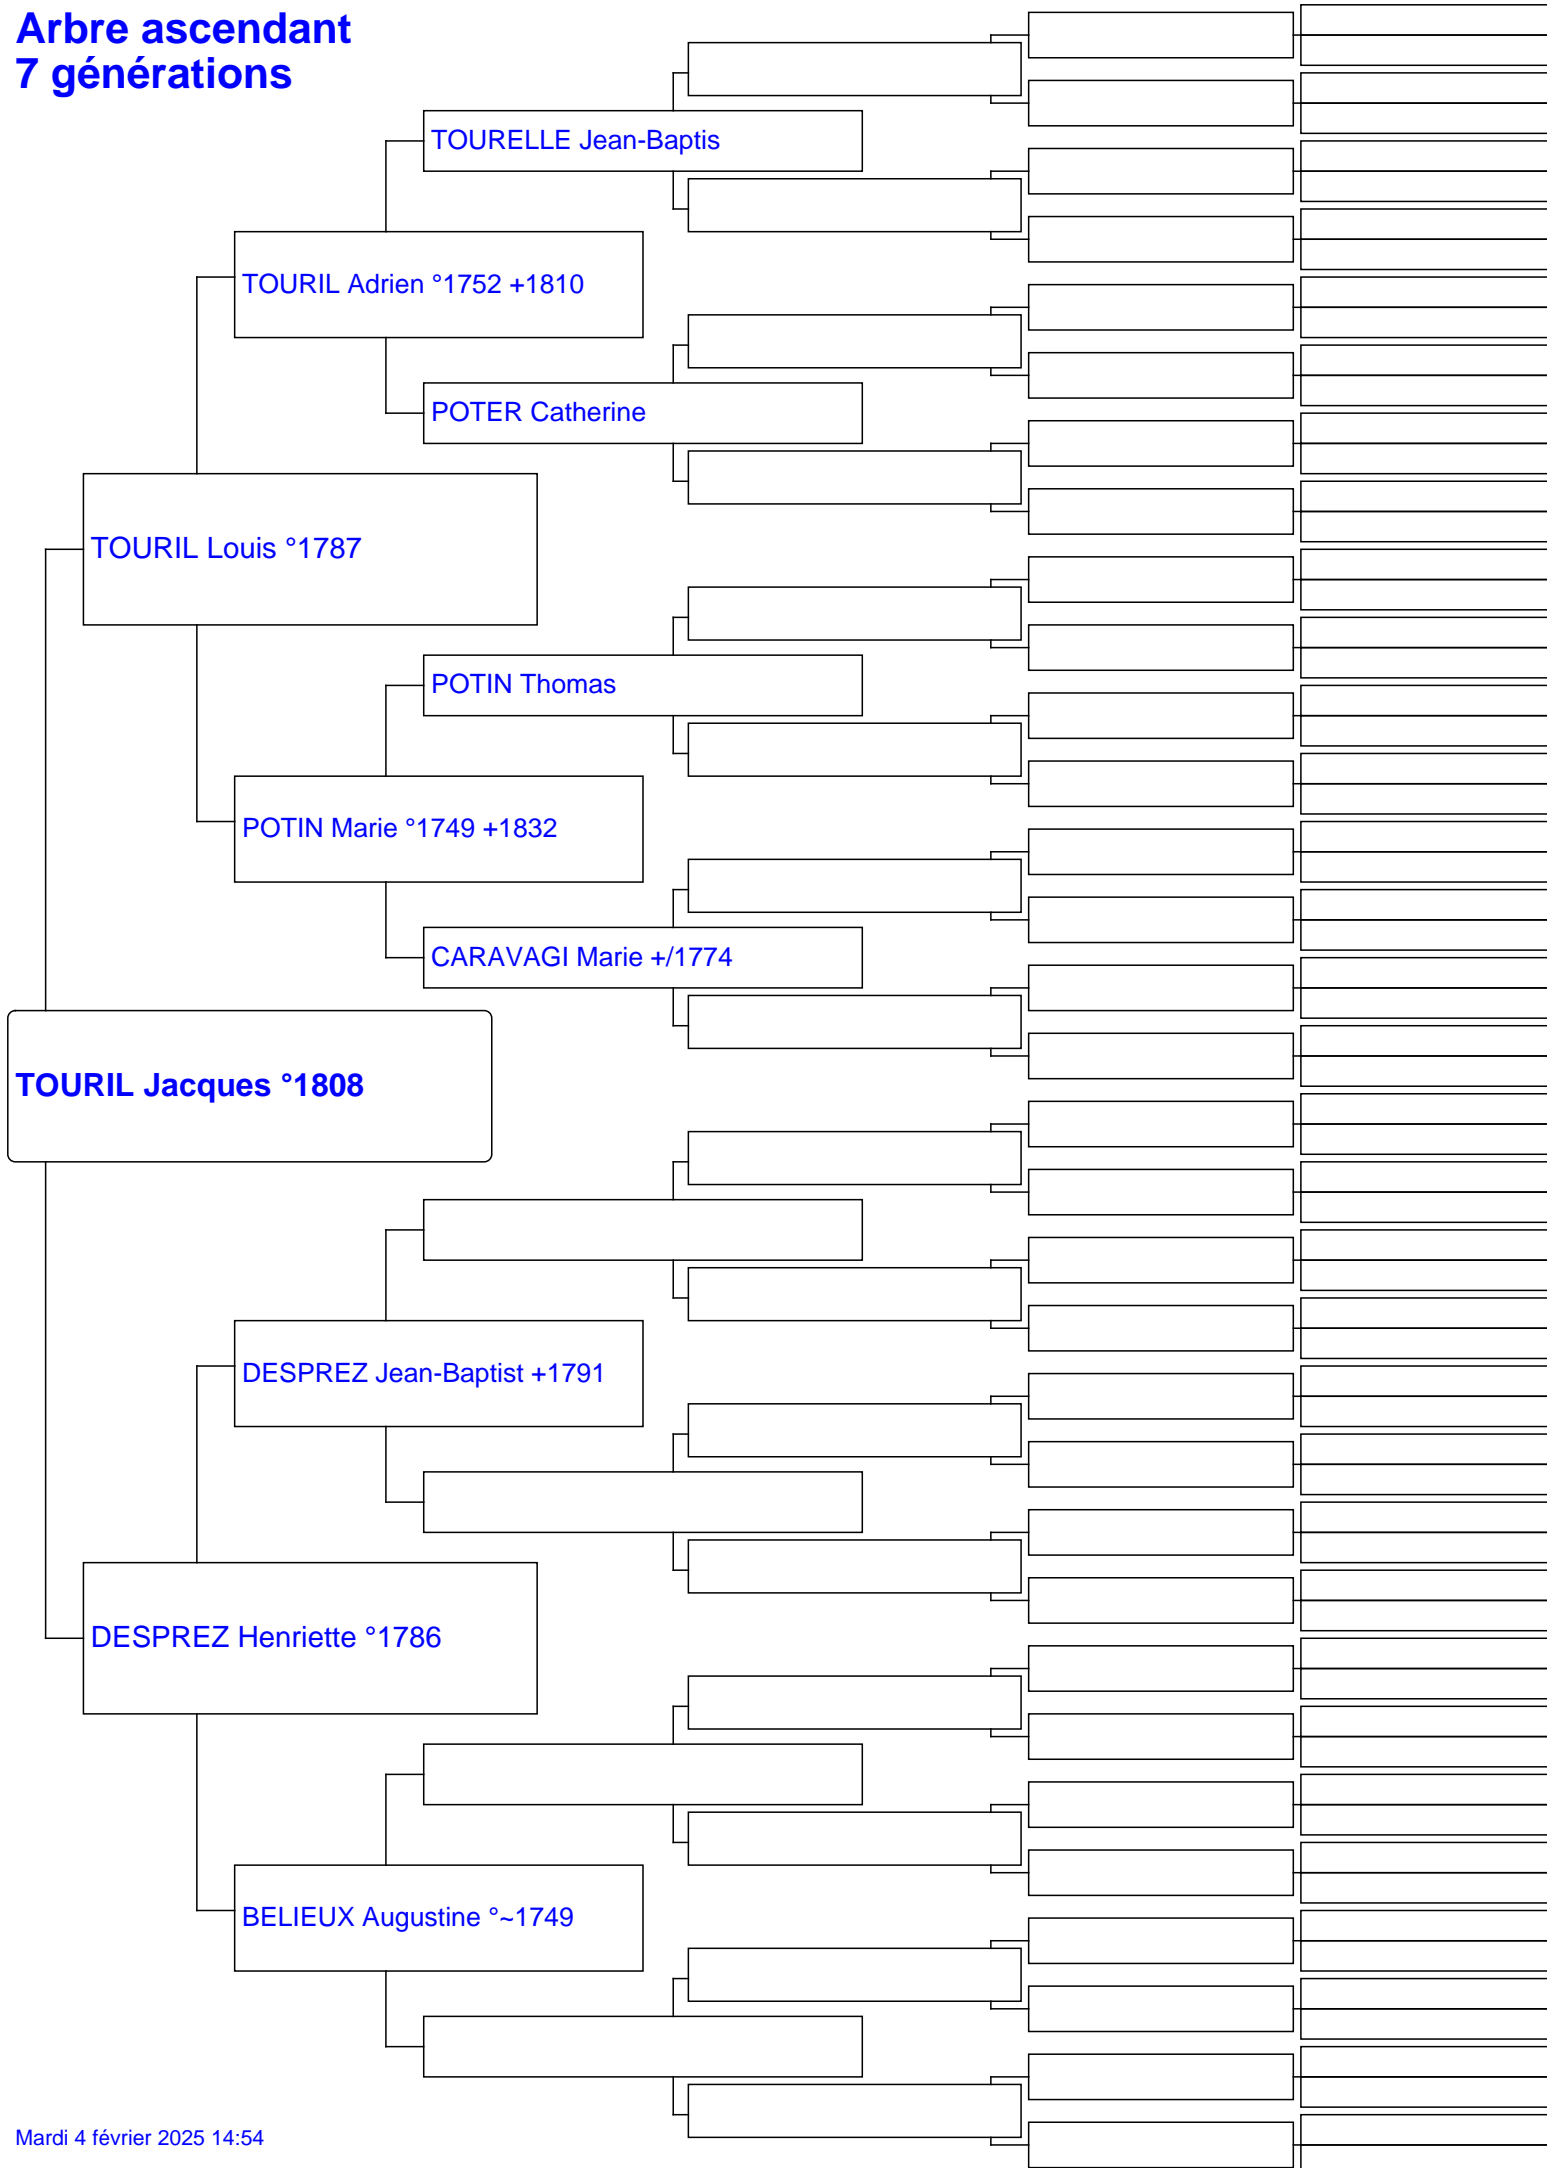 Arbre ascendant
7 générations
TOURELLE Jean-Baptis
TOURIL Adrien °1752 +1810
POTER Catherine
TOURIL Louis °1787
POTIN Thomas
POTIN Marie °1749 +1832
CARAVAGI Marie +/1774
TOURIL Jacques °1808
DESPREZ Jean-Baptist +1791
DESPREZ Henriette °1786
BELIEUX Augustine °~1749
Mardi 4 février 2025 14:54